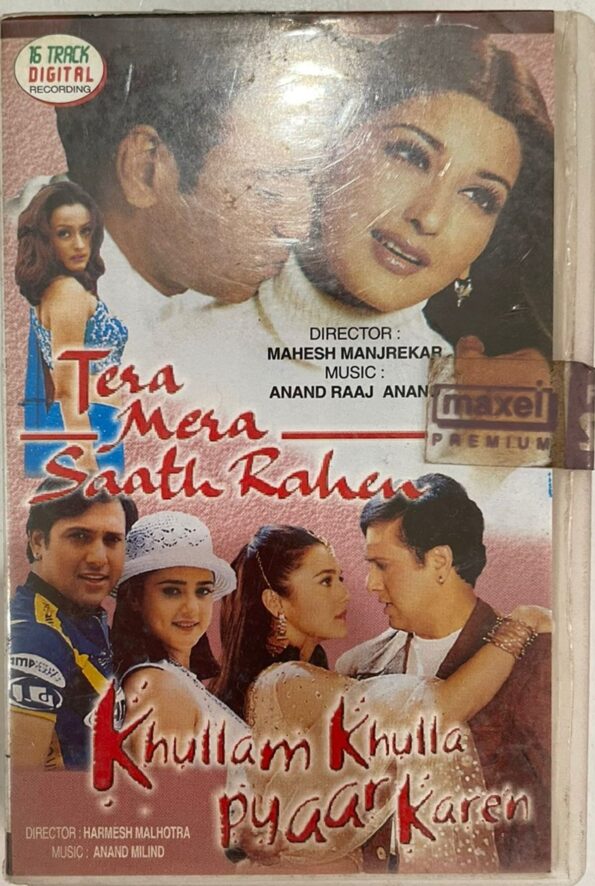 16 TRACK
DIGITAL
RECORDING
DIRECTOR :
MAHESH MANJREKAR
MUSIC :
ANAND RAAJ ANAN
maxel
PREMIUM
Tera
Mera
Saath Rahen
Khullam Khulla
pyaar Karen
DIRECTOR : HARMESH MALHOTRA
MUSIC : ANAND MILIND